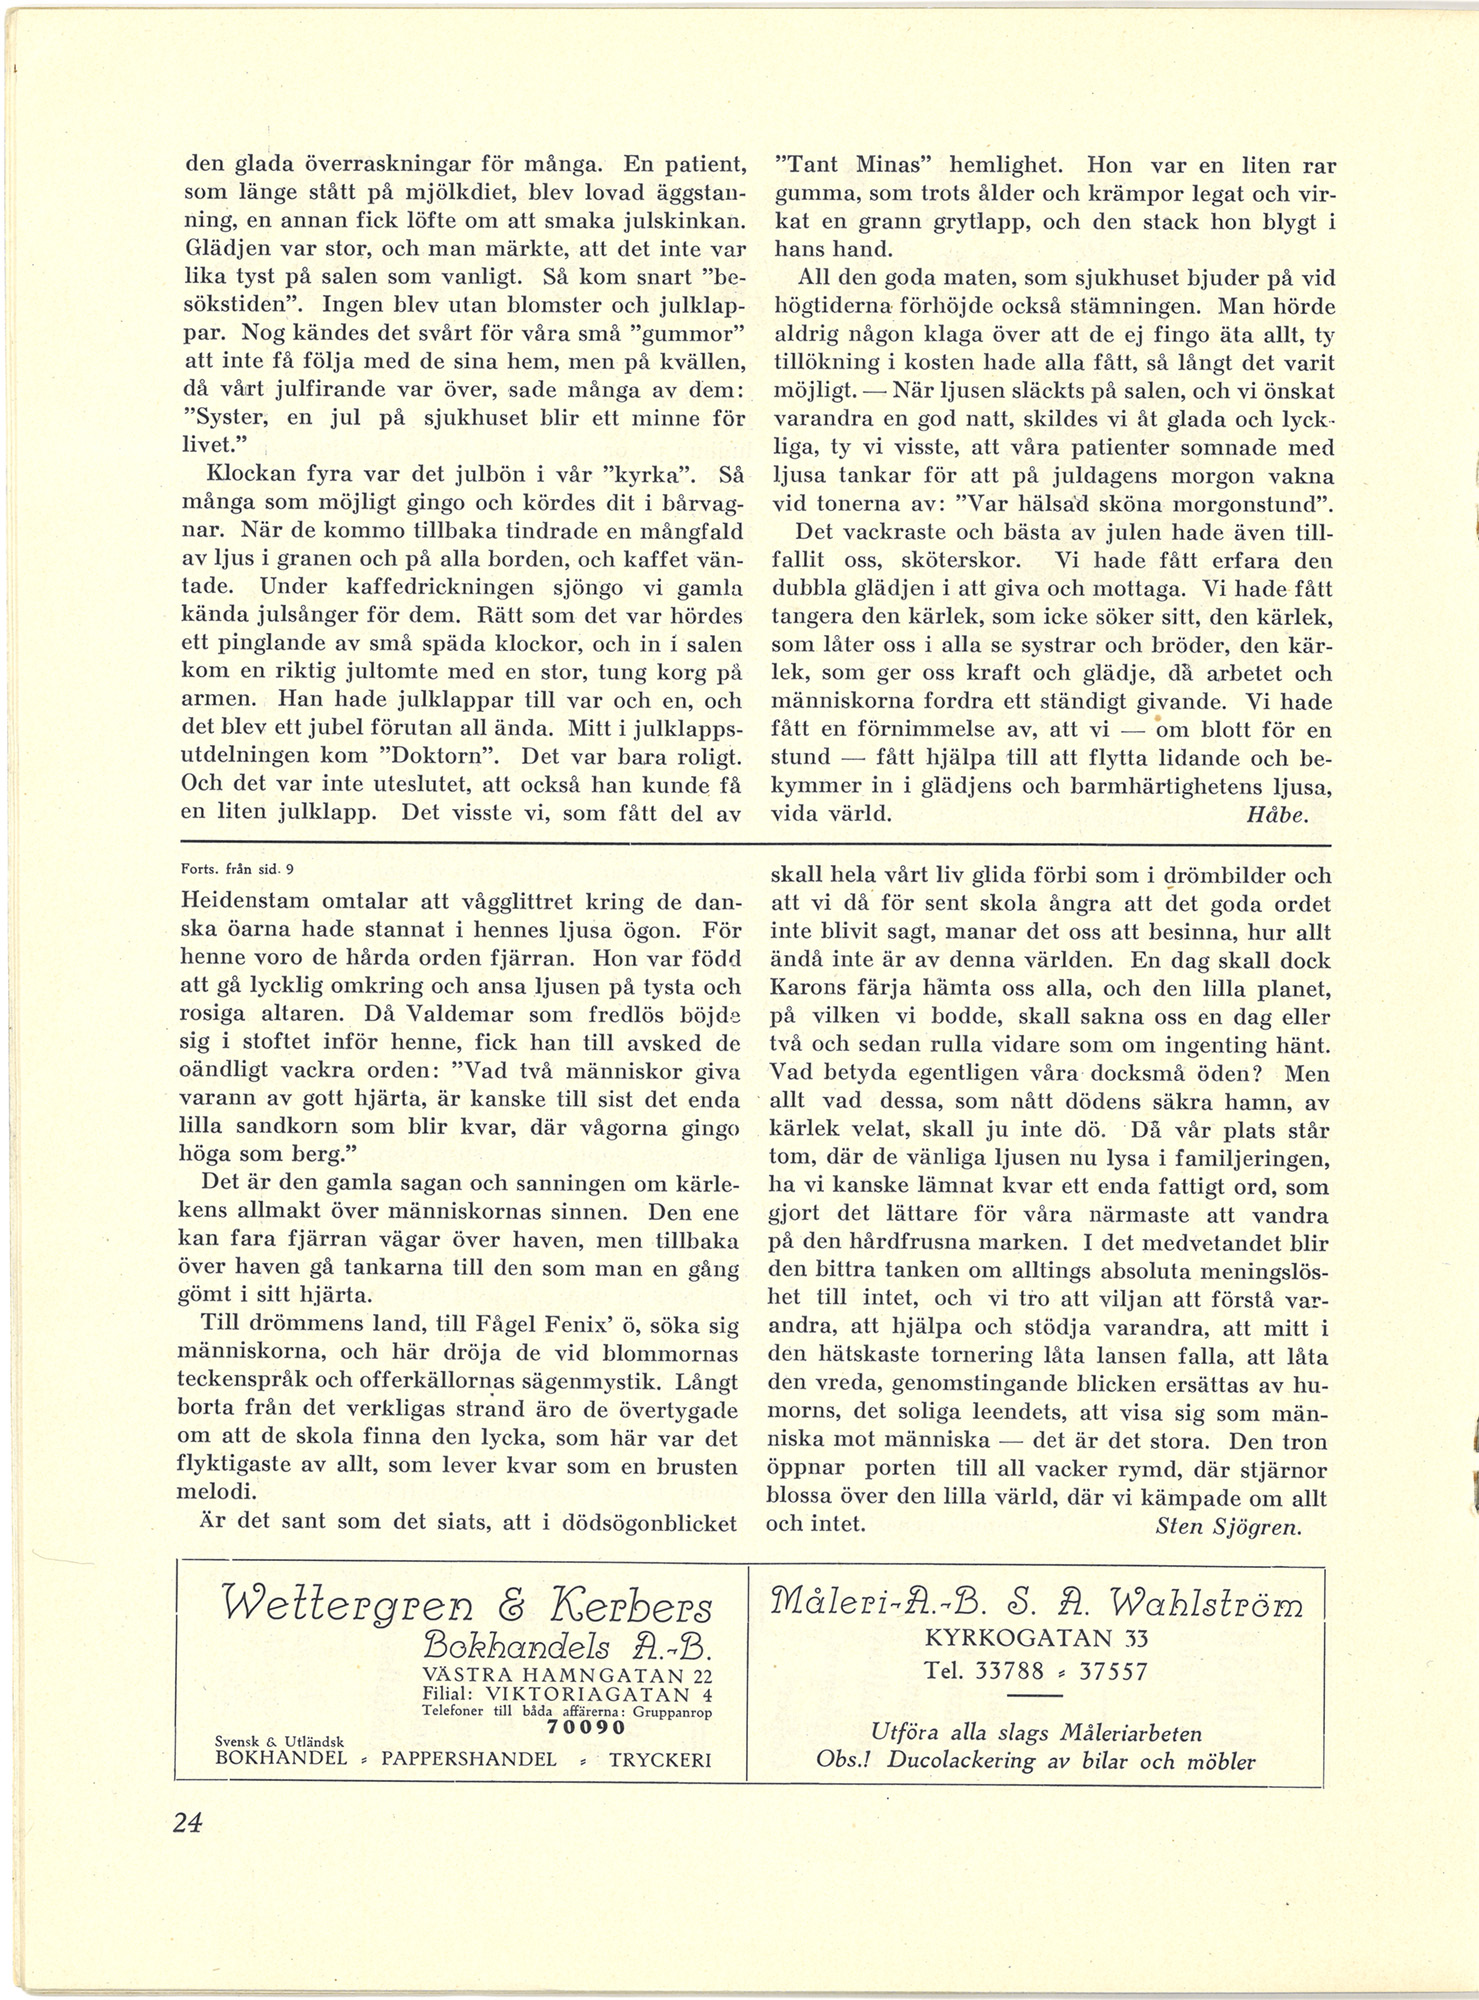 den glada överraskningar för många. En patient,
som länge stått på mjölkdiet, blev lovad äggstan-
ning, en annan fick löfte om att smaka julskinkan.
Glädjen var stor, och man märkte, att det inte var
lika tyst på salen som vanligt. Så kom snart ”be-
sökstiden”. Ingen blev utan blomster och julklap-
par. Nog kändes det svårt för våra små ”gummor”
att inte få följa med de sina hem, men på kvällen,
då vårt julfirande var över, sade många av dem:
”Syster, en jul på sjukhuset blir ett minne för
livet.”
Klockan fyra var det julbön i vår ”kyrka”. Så
många som möjligt gingo och kördes dit i bårvag-
nar. När de kommo tillbaka tindrade en mångfald
av ljus i granen och på alla borden, och kaffet vän-
tade. Under kaffedrickningen sjöngo vi gamla
kända julsånger för dem. Rätt som det var hördes
ett pinglande av små späda klockor, och in i salen
kom en riktig jultomte med en stor, tung korg på
armen. Han hade julklappar till var och en, och
det blev ett jubel förutan all ända. Mitt i julklapps-
utdelningen kom ”Doktorn”. Det var bara roligt.
Och det var inte uteslutet, att också han kunde få
en liten julklapp. Det visste vi, som fått del av
”Tant Minas” hemlighet. Hon var en liten rar
gumma, som trots ålder och krämpor legat och vir-
kat en grann grytlapp, och den stack hon blygt i
hans hand.
All den goda maten, som sjukhuset bjuder på vid
högtiderna förhöjde också stämningen. Man hörde
aldrig någon klaga över att de ej fingo äta allt, ty
tillökning i kosten hade alla fått, så långt det varit
möjligt. — När ljusen släckts på salen, och vi önskat
varandra en god natt, skildes vi åt glada och lyck-
liga, ty vi visste, att våra patienter somnade med
ljusa tankar för att på juldagens morgon vakna
vid tonerna av: ”Var hälsad sköna morgonstund”.
Det vackraste och bästa av julen hade även till-
fallit oss, sköterskor. Vi hade fått erfara den
dubbla glädjen i att giva och mottaga. Vi hade fått
tangera den kärlek, som icke söker sitt, den kärlek,
som låter oss i alla se systrar och bröder, den kär-
lek, som ger oss kraft och glädje, då arbetet och
människorna fordra ett ständigt givande. Vi hade
fått en förnimmelse av, att vi — om blott för en
stund — fått hjälpa till att flytta lidande och be-
kymmer in i glädjens och barmhärtighetens ljusa,
vida värld. Håbe.
Forts. från sid. 9
Heidenstam omtalar att vågglittret kring de dan-
ska öarna hade stannat i hennes ljusa ögon. För
henne voro de hårda orden fjärran. Hon var född
att gå lycklig omkring och ansa ljusen på tysta och
rosiga altaren. Då Valdemar som fredlös böjde
sig i stoftet inför henne, fick han till avsked de
oändligt vackra orden: ”Vad två människor giva
varann av gott hjärta, är kanske till sist det enda
lilla sandkorn som blir kvar, där vågorna gingo
höga som berg.”
Det är den gamla sagan och sanningen om kärle-
kens allmakt över människornas sinnen. Den ene
kan fara fjärran vägar över haven, men tillbaka
över haven gå tankarna till den som man en gång
gömt i sitt hjärta.
Till drömmens land, till Fågel Fenix’ ö, söka sig
människorna, och här dröja de vid blommornas
teckenspråk och offerkällornas sägenmystik. Långt
borta från det verkligas strand äro de övertygade
om att de skola finna den lycka, som här var det
flyktigaste av allt, som lever kvar som en brusten
melodi.
Är det sant som det siats, att i dödsögonblicket
skall hela vårt liv glida förbi som i drömbilder och
att vi då för sent skola ångra att det goda ordet
inte blivit sagt, manar det oss att besinna, hur allt
ändå inte är av denna världen. En dag skall dock
Karons färja hämta oss alla, och den lilla planet,
på vilken vi bodde, skall sakna oss en dag eller
två och sedan rulla vidare som om ingenting hänt.
Vad betyda egentligen våra docksmå öden? Men
allt vad dessa, som nått dödens säkra hamn, av
kärlek velat, skall ju inte dö. Då vår plats står
tom, där de vänliga ljusen nu lysa i familjeringen,
ha vi kanske lämnat kvar ett enda fattigt ord, som
gjort det lättare för våra närmaste att vandra
på den hårdfrusna marken. I det medvetandet blir
den bittra tanken om alltings absoluta meningslös-
het till intet, och vi tro att viljan att förstå var-
andra, att hjälpa och stödja varandra, att mitt i
den hätskaste tornering låta lansen falla, att låta
den vreda, genomstingande blicken ersättas av hu-
morns, det soliga leendets, att visa sig som män-
niska mot människa — det är det stora. Den tron
öppnar porten till all vacker rymd, där stjärnor
blossa över den lilla värld, där vi kämpade om allt
och intet. Sten Sjögren.
Wettergren & Kerbers
Bokhandels A.-B.
VÄSTRA HAMNGATAN 22
Filial: VIKTORIAGATAN 4
Telefoner till båda affärerna: Gruppanrop
70090
Svensk & Utländsk
BOKHANDEL - PAPPERSHANDEL - TRYCKERI
Måleri-A.-B. S. A. Wahlström
KYRKOGATAN 33
Tel. 33788 - 37557
Utföra alla slags Måleriarbeten
Obs.! Ducolackering av bilar och möbler
24